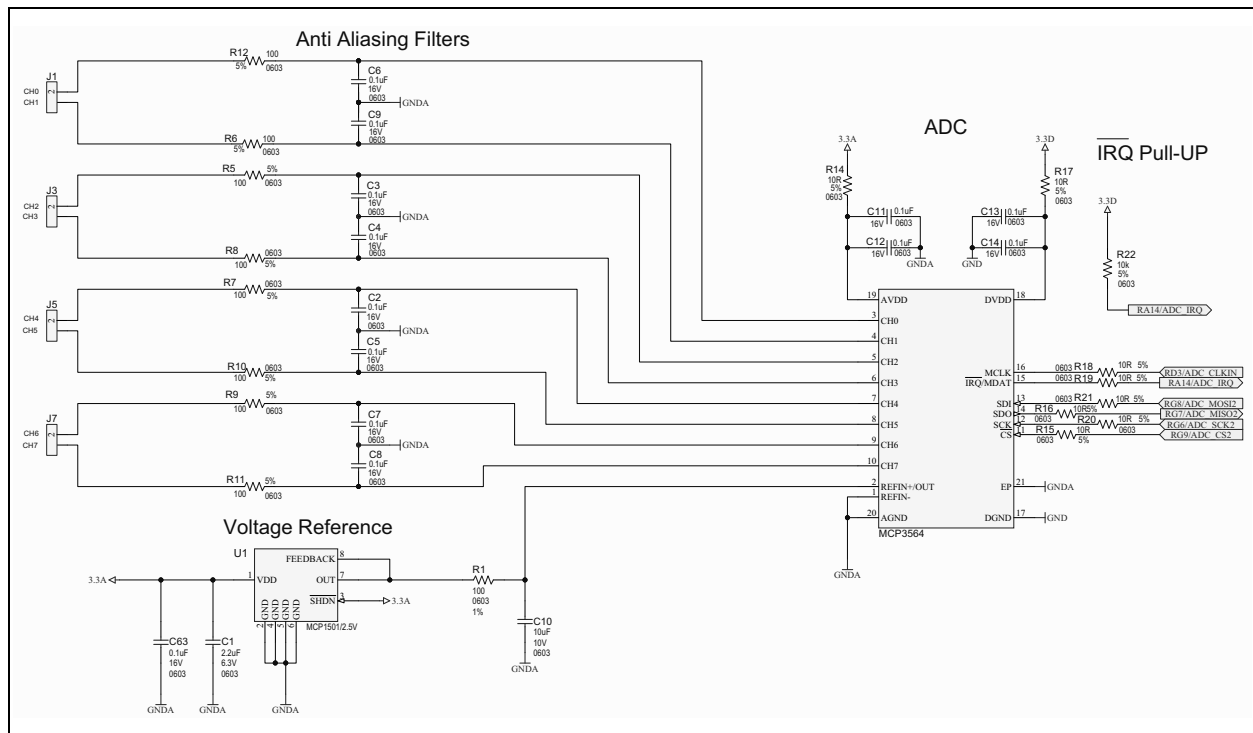 Anti Aliasing Filters
R12
100
5%
0603
J1
CH0
CH1
2
C6
0.1uF
16V
0603
GNDA
C9
0.1uF
16V
0603
R6
100
5%
0603
R5
5%
100
0603
J3
CH2
CH3
2
C3
0.1uF
16V
0603
GNDA
C4
0.1uF
16V
0603
R8
0603
100
5%
R7
0603
100
5%
J5
CH4
CH5
2
C2
0.1uF
16V
0603
GNDA
C5
0.1uF
16V
0603
R10
0603
100
5%
R9
5%
100
0603
J7
CH6
CH7
2
C7
0.1uF
16V
0603
GNDA
C8
0.1uF
16V
0603
R11
5%
100
0603
ADC
3.3A
R14
10R
5%
0603
C11
0.1uF
16V
0603
C12
0.1uF
16V
0603
GNDA
3.3D
R17
10R
5%
0603
C13
0.1uF
16V
0603
C14
0.1uF
16V
0603
GND
IRQ Pull-UP
3.3D
R22
10k
5%
0603
RA14/ADC_IRQ
19
AVDD
DVDD
18
3
CH0
4
CH1
5
CH2
6
CH3
7
CH4
8
CH5
9
CH6
10
CH7
2
REFIN+/OUT
1
REFIN-
20
AGND
MCLK
16
0603
R18
10R 5%
RD3/ADC_CLKIN
IRQ/MDAT
15
0603
R19
10R 5%
RA14/ADC_IRQ
SDI
13
0603
R21
10R 5%
RG8/ADC_MOSI2
SDO
14
R16
0603
10R5%
RG7/ADC_MISO2
SCK
12
R20
10R 5%
0603
RG6/ADC_SCK2
CS
11
R15
0603
10R
5%
RG9/ADC_CS2
EP
21
GNDA
DGND
17
GND
MCP3564
GNDA
Voltage Reference
U1
3.3A
1
VDD
FEEDBACK
8
OUT
7
SHDN
3
3.3A
GND
GND
GND
GND
2
4
5
6
MCP1501/2.5V
R1
100
0603
1%
C10
10uF
10V
0603
GNDA
C63
0.1uF
16V
0603
C1
2.2uF
6.3V
0603
GNDA
GNDA
GNDA